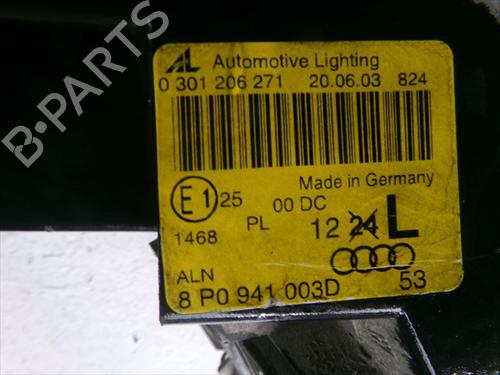 B-Parts
AL Automotive Lighting
0 301 206 271 20.06.03 824
Made in Germany
E1 25 00 DC
PL 12 24 L
1468
ALN
8 P0 941 003D 53